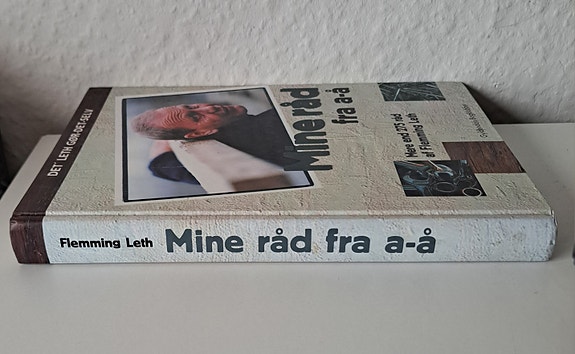 DET LETH GØR-DET-SELV
Mine råd
fra a-å
Mere end 275 råd
af Flemming Leth
Flemming Leth Mine råd fra a-å